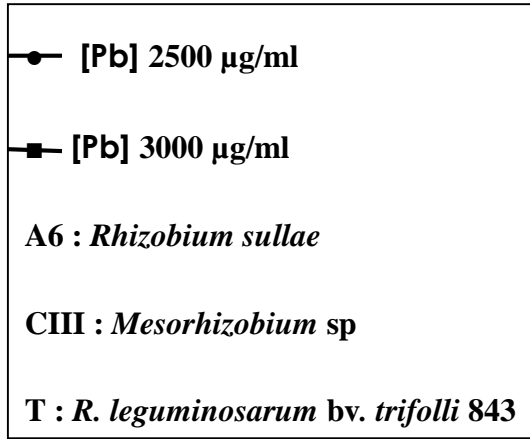 [Pb] 2500 µg/ml
[Pb] 3000 µg/ml
A6 : Rhizobium sullae
CIII : Mesorhizobium sp
T : R. leguminosarum bv. trifolli 843